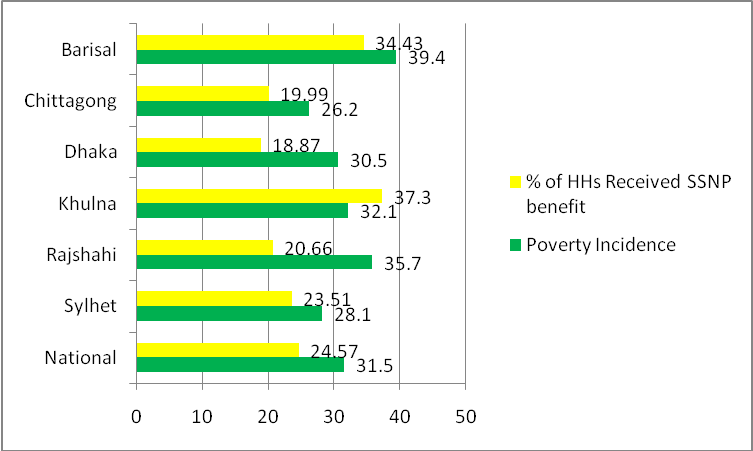 Barisal
34.43
39.4
Chittagong
19.99
26.2
Dhaka
18.87
30.5
Khulna
37.3
32.1
Rajshahi
20.66
35.7
Sylhet
23.51
28.1
National
24.57
31.5
0 10 20 30 40 50
% of HHs Received SSNP
benefit
Poverty Incidence